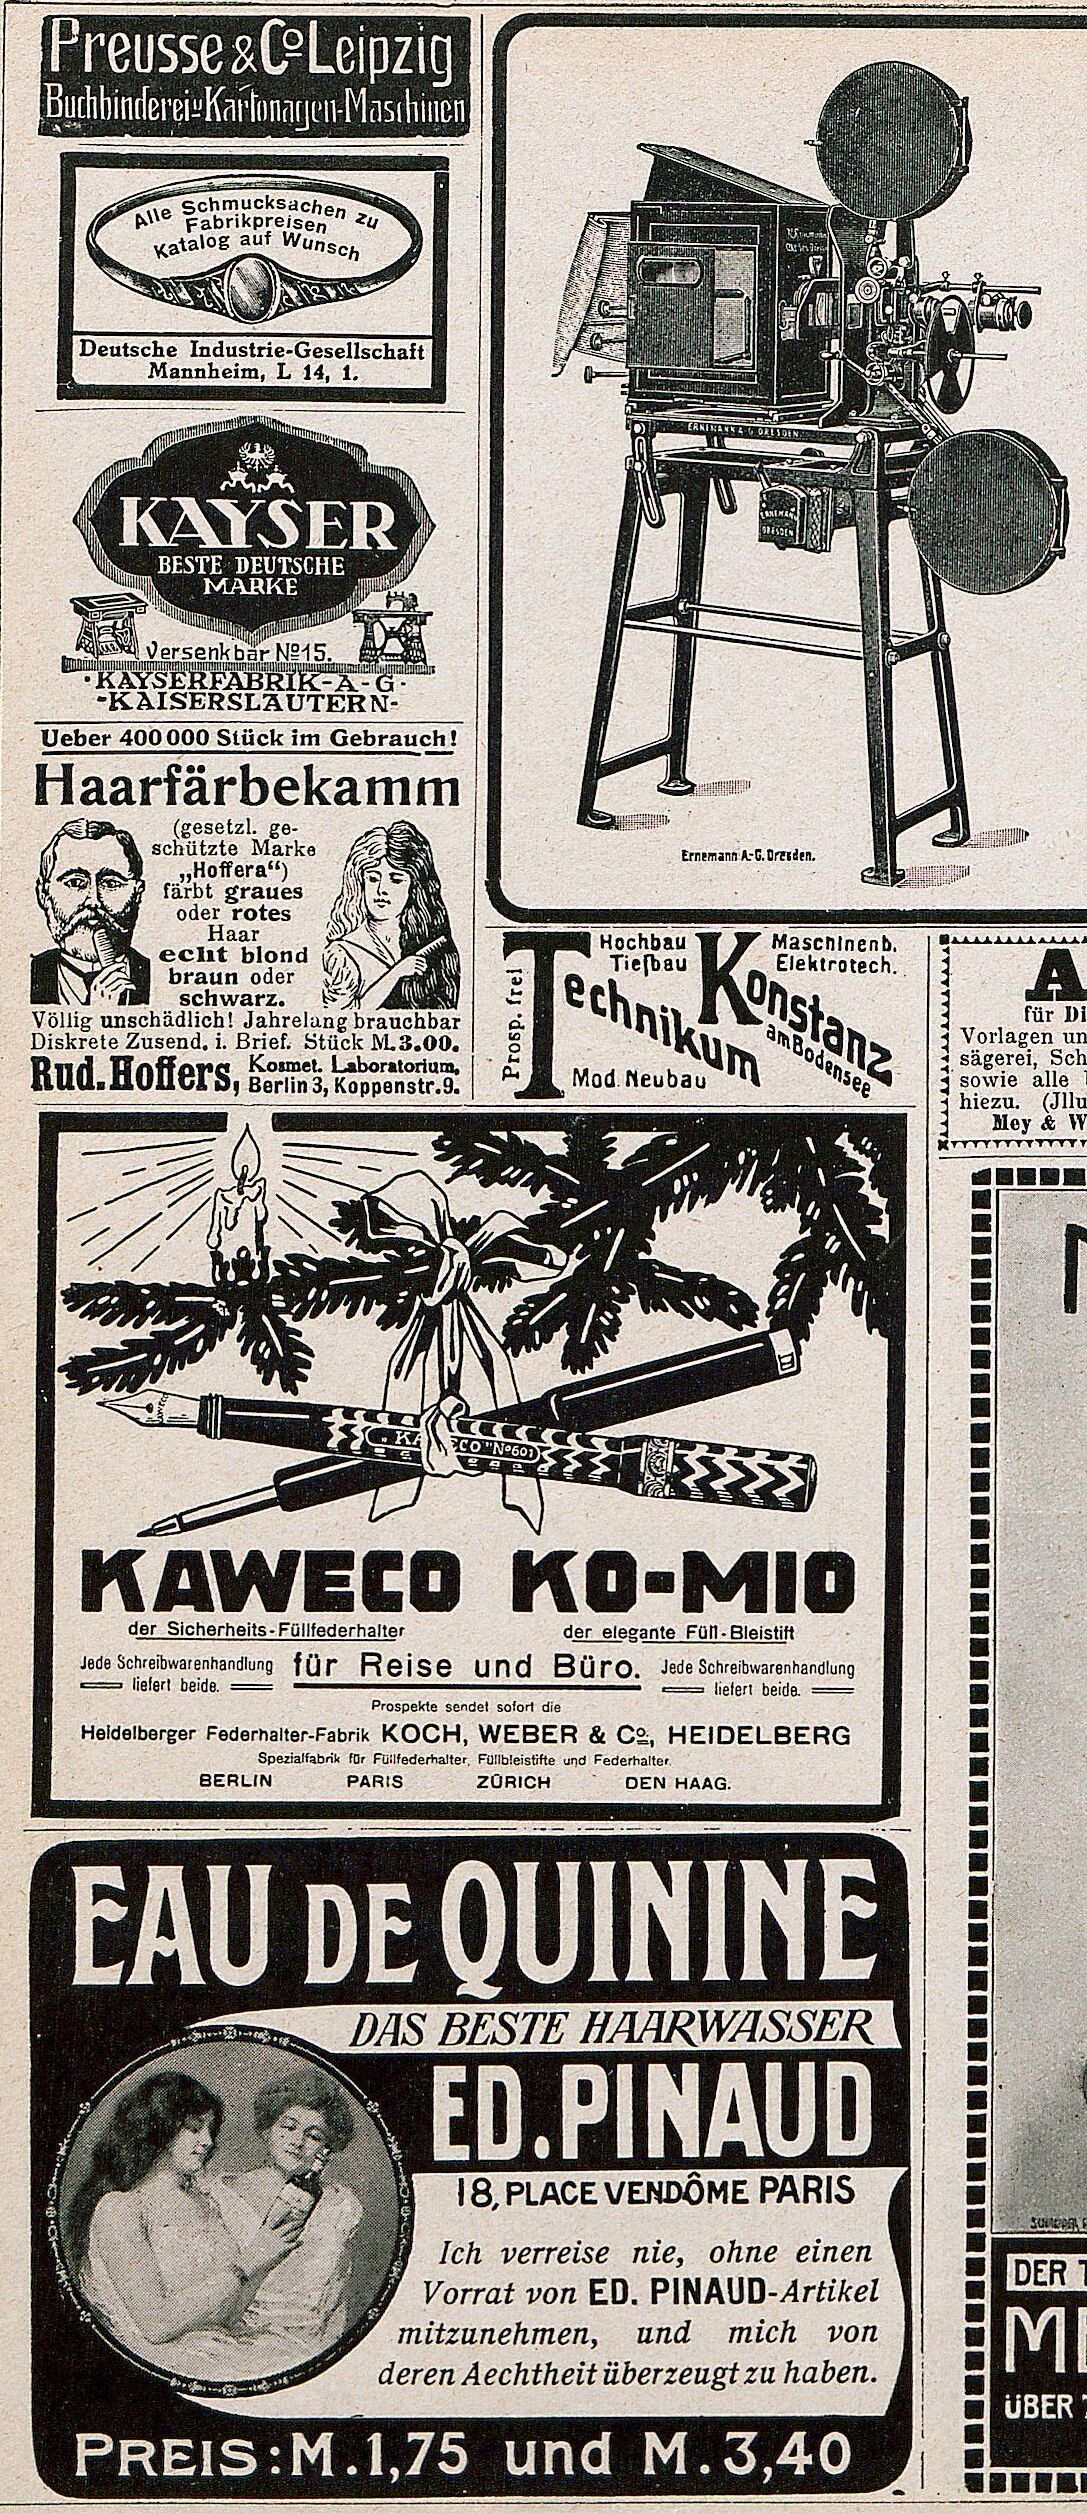 Preusse & Co Leipzig
Buchbinderei- u Kartonagen-Maschinen
Alle Schmucksachen zu
Fabrikpreisen
Katalog auf Wunsch
Deutsche Industrie-Gesellschaft
Mannheim, L 14, 1.
KAYSER
BESTE DEUTSCHE
MARKE
Versenkbar No 15.
·KAYSERFABRIK-A-G·
-KAISERSLAUTERN-
Ueber 400 000 Stück im Gebrauch!
Haarfärbekamm
(gesetzl. ge-
schützte Marke
„Hoffera“)
färbt graues
oder rotes
Haar
echt blond
braun oder
schwarz.
Völlig unschädlich! Jahrelang brauchbar
Diskrete Zusend. i. Brief. Stück M.3.00.
Rud. Hoffers, Kosmet. Laboratorium,
Berlin 3, Koppenstr. 9.
ERNEMANN A G DRESDEN.
ERNEMANN
DRESDEN
Ernemann A.-G. Dresden.
Prosp. frei
Hochbau
Tiefbau
Maschinenb.
Elektrotech.
Technikum Konstanz
am Bodensee
Mod. Neubau
A
für Di
Vorlagen un
sägerei, Sch
sowie alle
hiezu. (Jllu
Mey & W
„KAWECO" No 601
KAWECO KO-MIO
der Sicherheits-Füllfederhalter
der elegante Füll-Bleistift
Jede Schreibwarenhandlung
liefert beide.
für Reise und Büro.
Jede Schreibwarenhandlung
liefert beide.
Prospekte sendet sofort die
Heidelberger Federhalter-Fabrik KOCH, WEBER & Co., HEIDELBERG
Spezialfabrik für Füllfederhalter, Füllbleistifte und Federhalter.
BERLIN PARIS ZÜRICH DEN HAAG.
EAU DE QUININE
DAS BESTE HAARWASSER
ED. PINAUD
18, PLACE VENDÔME PARIS
Ich verreise nie, ohne einen
Vorrat von ED. PINAUD-Artikel
mitzunehmen, und mich von
deren Aechtheit überzeugt zu haben.
PREIS: M. 1,75 und M. 3,40
DER T
ME
ÜBER